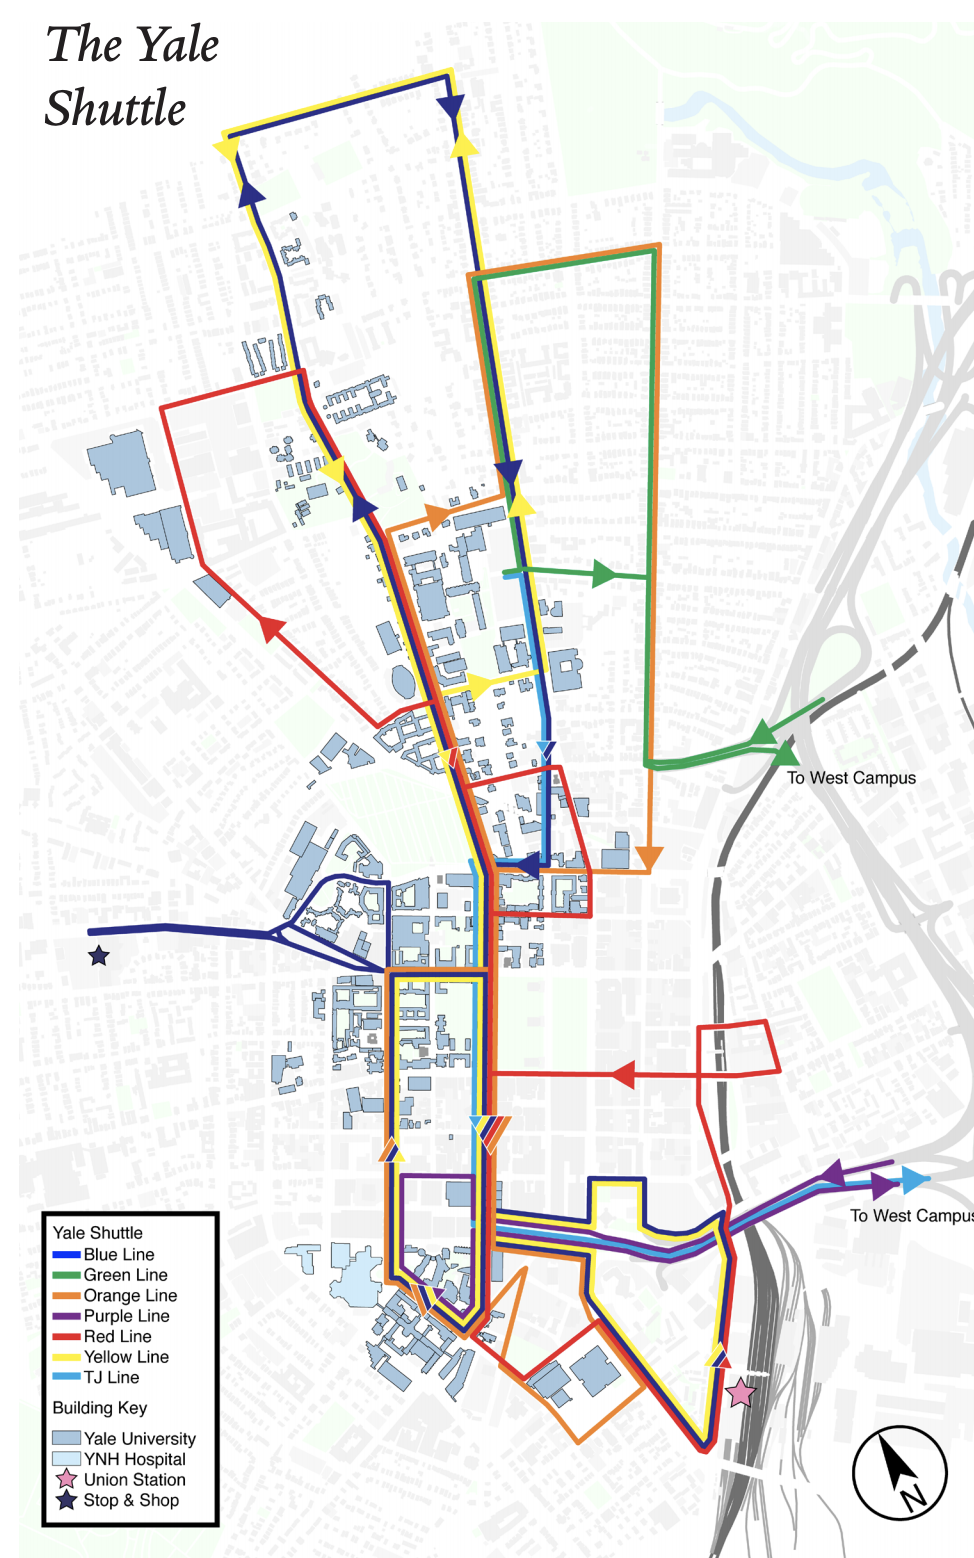 The Yale
Shuttle
To West Campus
To West Campus
Yale Shuttle
Blue Line
Green Line
Orange Line
Purple Line
Red Line
Yellow Line
TJ Line
Building Key
Yale University
YNH Hospital
Union Station
Stop & Shop
N